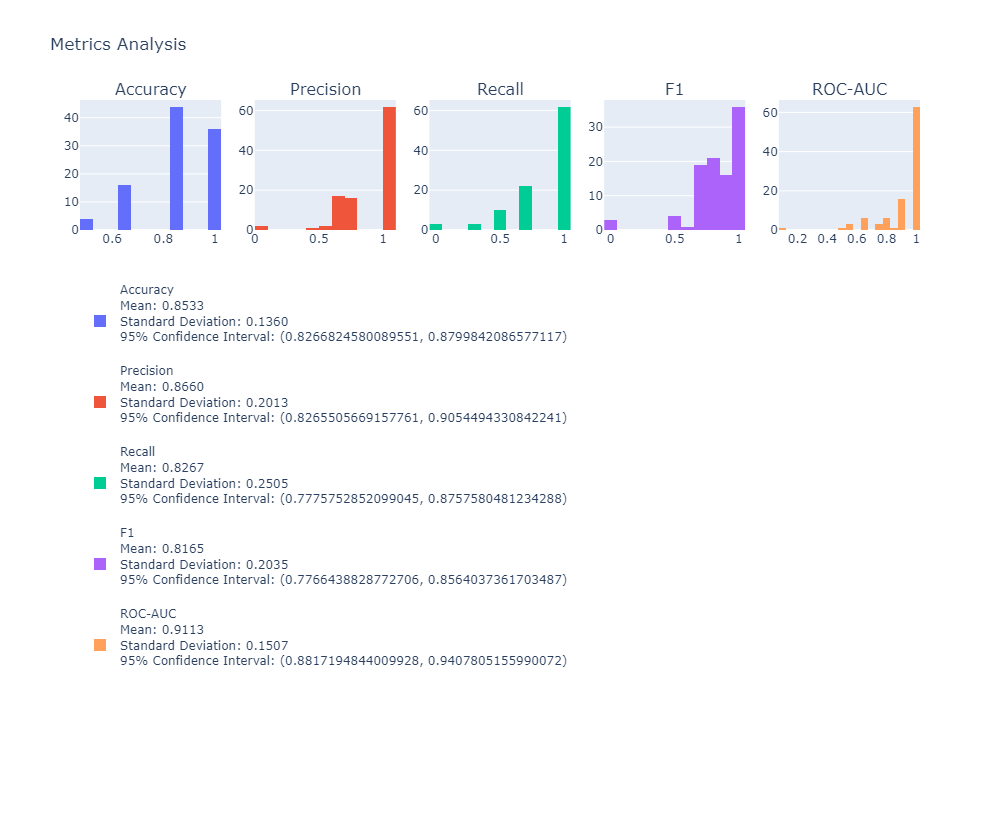 Metrics Analysis
Accuracy Precision Recall F1 ROC-AUC
40
30
20
10
0
0.6 0.8 1
60
40
20
0
0 0.5 1
60
40
20
0
0 0.5 1
30
20
10
0
0 0.5 1
60
40
20
0
0.2 0.4 0.6 0.8 1
Accuracy
Mean: 0.8533
Standard Deviation: 0.1360
95% Confidence Interval: (0.8266824580089551, 0.8799842086577117)
Precision
Mean: 0.8660
Standard Deviation: 0.2013
95% Confidence Interval: (0.8265505669157761, 0.9054494330842241)
Recall
Mean: 0.8267
Standard Deviation: 0.2505
95% Confidence Interval: (0.7775752852099045, 0.8757580481234288)
F1
Mean: 0.8165
Standard Deviation: 0.2035
95% Confidence Interval: (0.7766438828772706, 0.8564037361703487)
ROC-AUC
Mean: 0.9113
Standard Deviation: 0.1507
95% Confidence Interval: (0.8817194844009928, 0.9407805155990072)